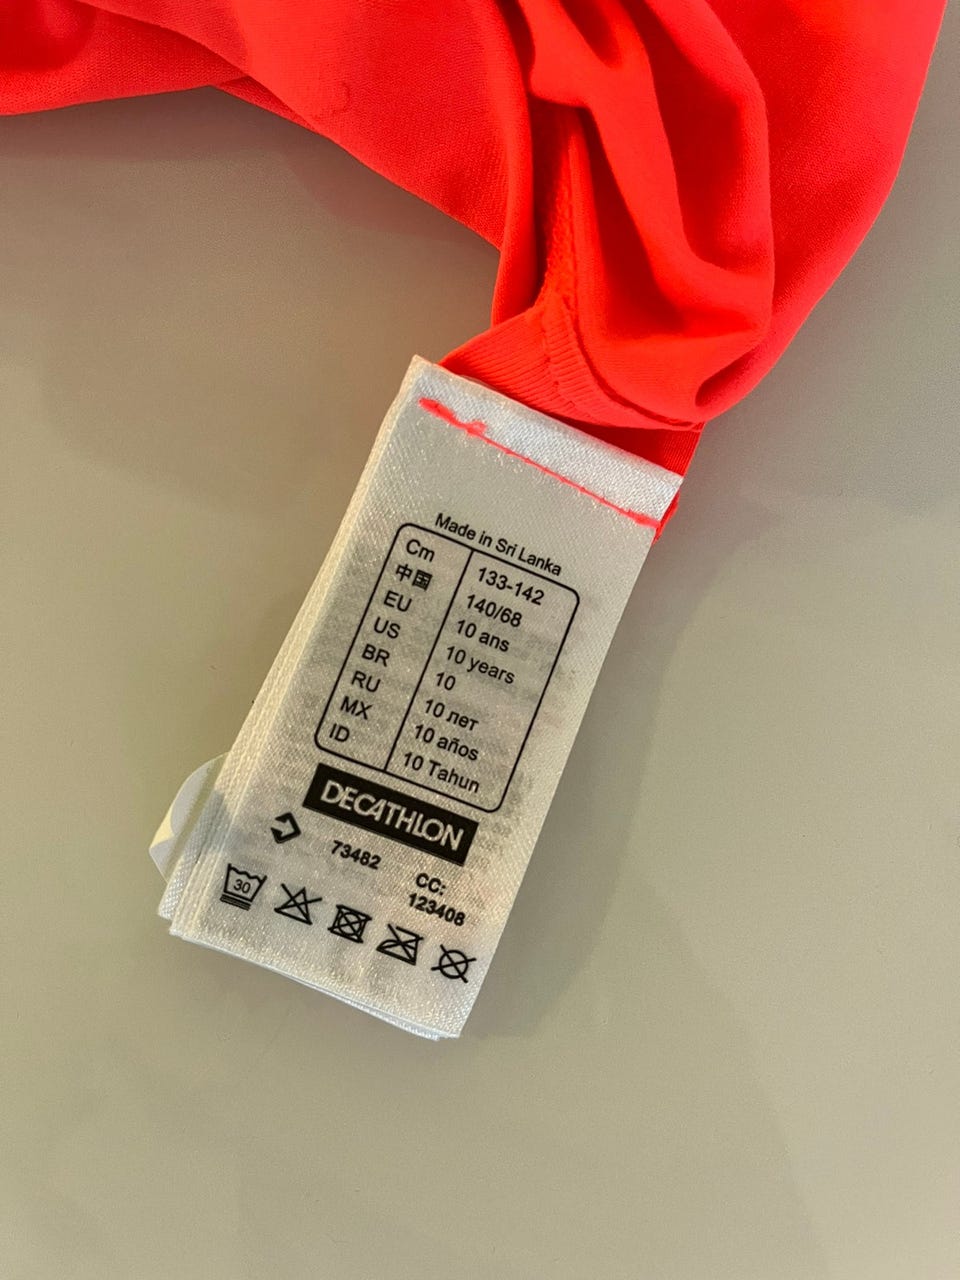 Made in Sri Lanka
Cm 133-142
中国 140/68
EU 10 ans
US 10 years
BR 10
RU 10 лет
MX 10 años
ID 10 Tahun
DECATHLON
73482
CC:
123408
30